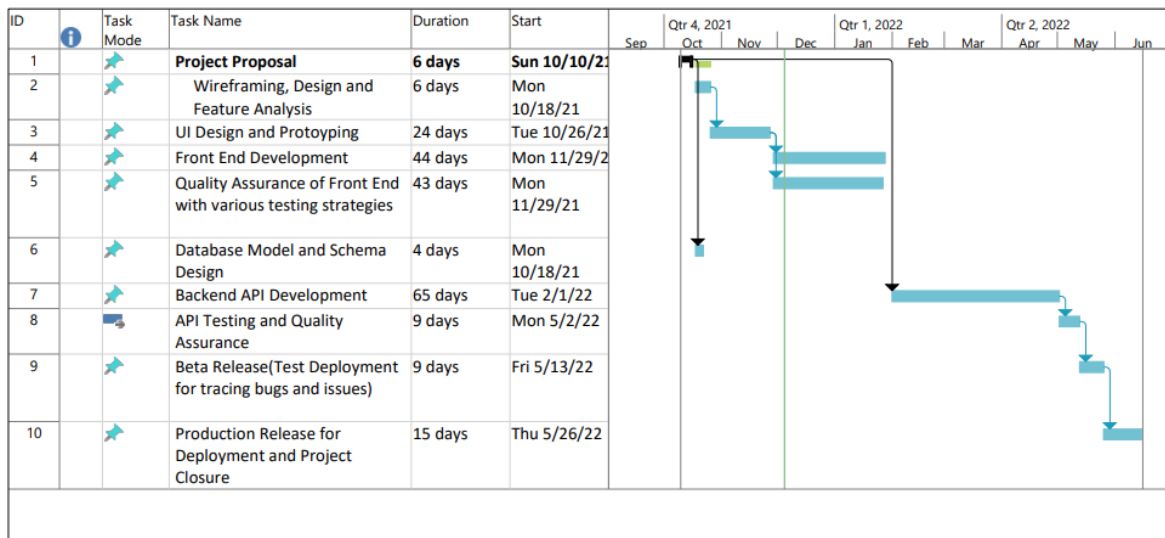 ID Task Mode Task Name Duration Start
Qtr 4, 2021 Qtr 1, 2022 Qtr 2, 2022
Sep Oct Nov Dec Jan Feb Mar Apr May Jun
1 Project Proposal 6 days Sun 10/10/21
2 Wireframing, Design and 6 days Mon
Feature Analysis 10/18/21
3 UI Design and Protoyping 24 days Tue 10/26/21
4 Front End Development 44 days Mon 11/29/2
5 Quality Assurance of Front End 43 days Mon
with various testing strategies 11/29/21
6 Database Model and Schema 4 days Mon
Design 10/18/21
7 Backend API Development 65 days Tue 2/1/22
8 API Testing and Quality 9 days Mon 5/2/22
Assurance
9 Beta Release(Test Deployment 9 days Fri 5/13/22
for tracing bugs and issues)
10 Production Release for 15 days Thu 5/26/22
Deployment and Project
Closure